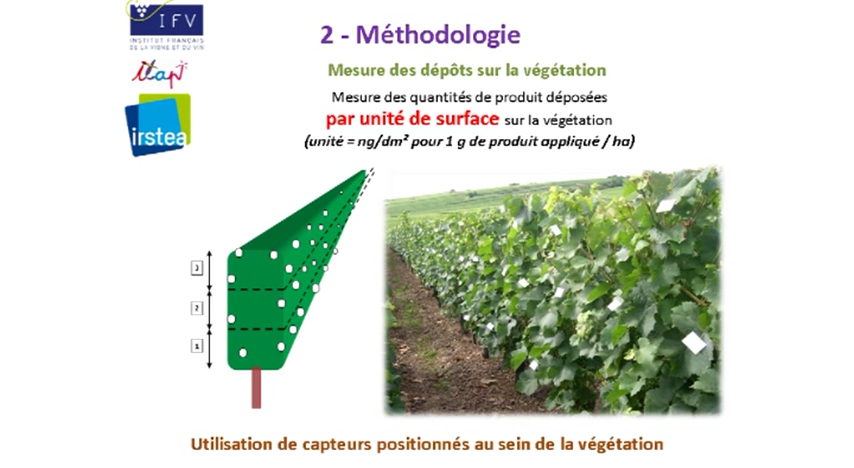 IFV
INSTITUT FRANÇAIS
DE LA VIGNE ET DU VIN
itap
irstea
2 - Méthodologie
Mesure des dépôts sur la végétation
Mesure des quantités de produit déposées
par unité de surface sur la végétation
(unité = ng/dm² pour 1 g de produit appliqué / ha)
3
2
1
Utilisation de capteurs positionnés au sein de la végétation